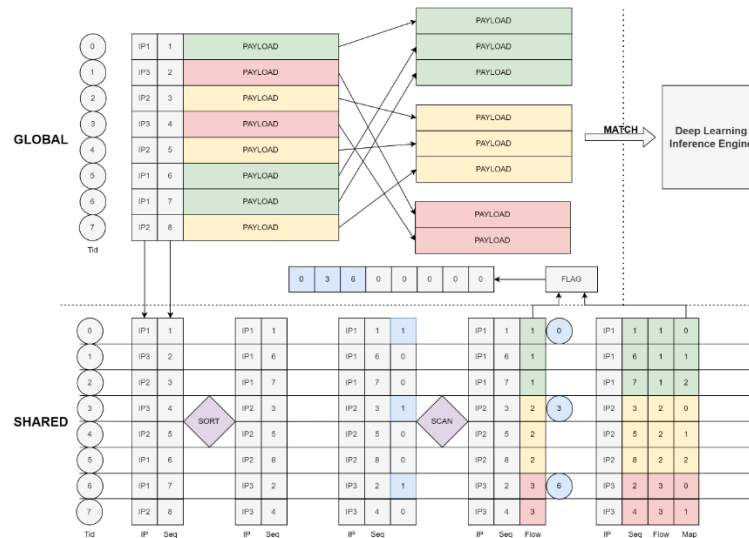 0 IP1 1 PAYLOAD PAYLOAD
1 IP3 2 PAYLOAD PAYLOAD
2 IP2 3 PAYLOAD PAYLOAD
3 IP3 4 PAYLOAD PAYLOAD
4 IP2 5 PAYLOAD PAYLOAD
5 IP1 6 PAYLOAD PAYLOAD
6 IP1 7 PAYLOAD PAYLOAD
7 IP2 8 PAYLOAD PAYLOAD
GLOBAL
Tid
MATCH
Deep Learning
Inference Engine
0 3 6 0 0 0 0 0
FLAG
SHARED
0 IP1 1 IP1 1 IP1 1 1 IP1 1 1 0 IP1 1 1 0
1 IP3 2 IP1 6 IP1 6 0 IP1 6 1 IP1 6 1 1
2 IP2 3 IP1 7 IP1 7 0 IP1 7 1 IP1 7 1 2
3 IP3 4 IP2 3 IP2 3 1 IP2 3 2 3 IP2 3 2 0
SORT
SCAN
4 IP2 5 IP2 5 IP2 5 0 IP2 5 2 IP2 5 2 1
5 IP1 6 IP2 8 IP2 8 0 IP2 8 2 IP2 8 2 2
6 IP1 7 IP3 2 IP3 2 1 IP3 2 3 6 IP3 2 3 0
7 IP2 8 IP3 4 IP3 4 0 IP3 4 3 IP3 4 3 1
Tid IP Seq IP Seq IP Seq IP Seq Flow IP Seq Flow Map